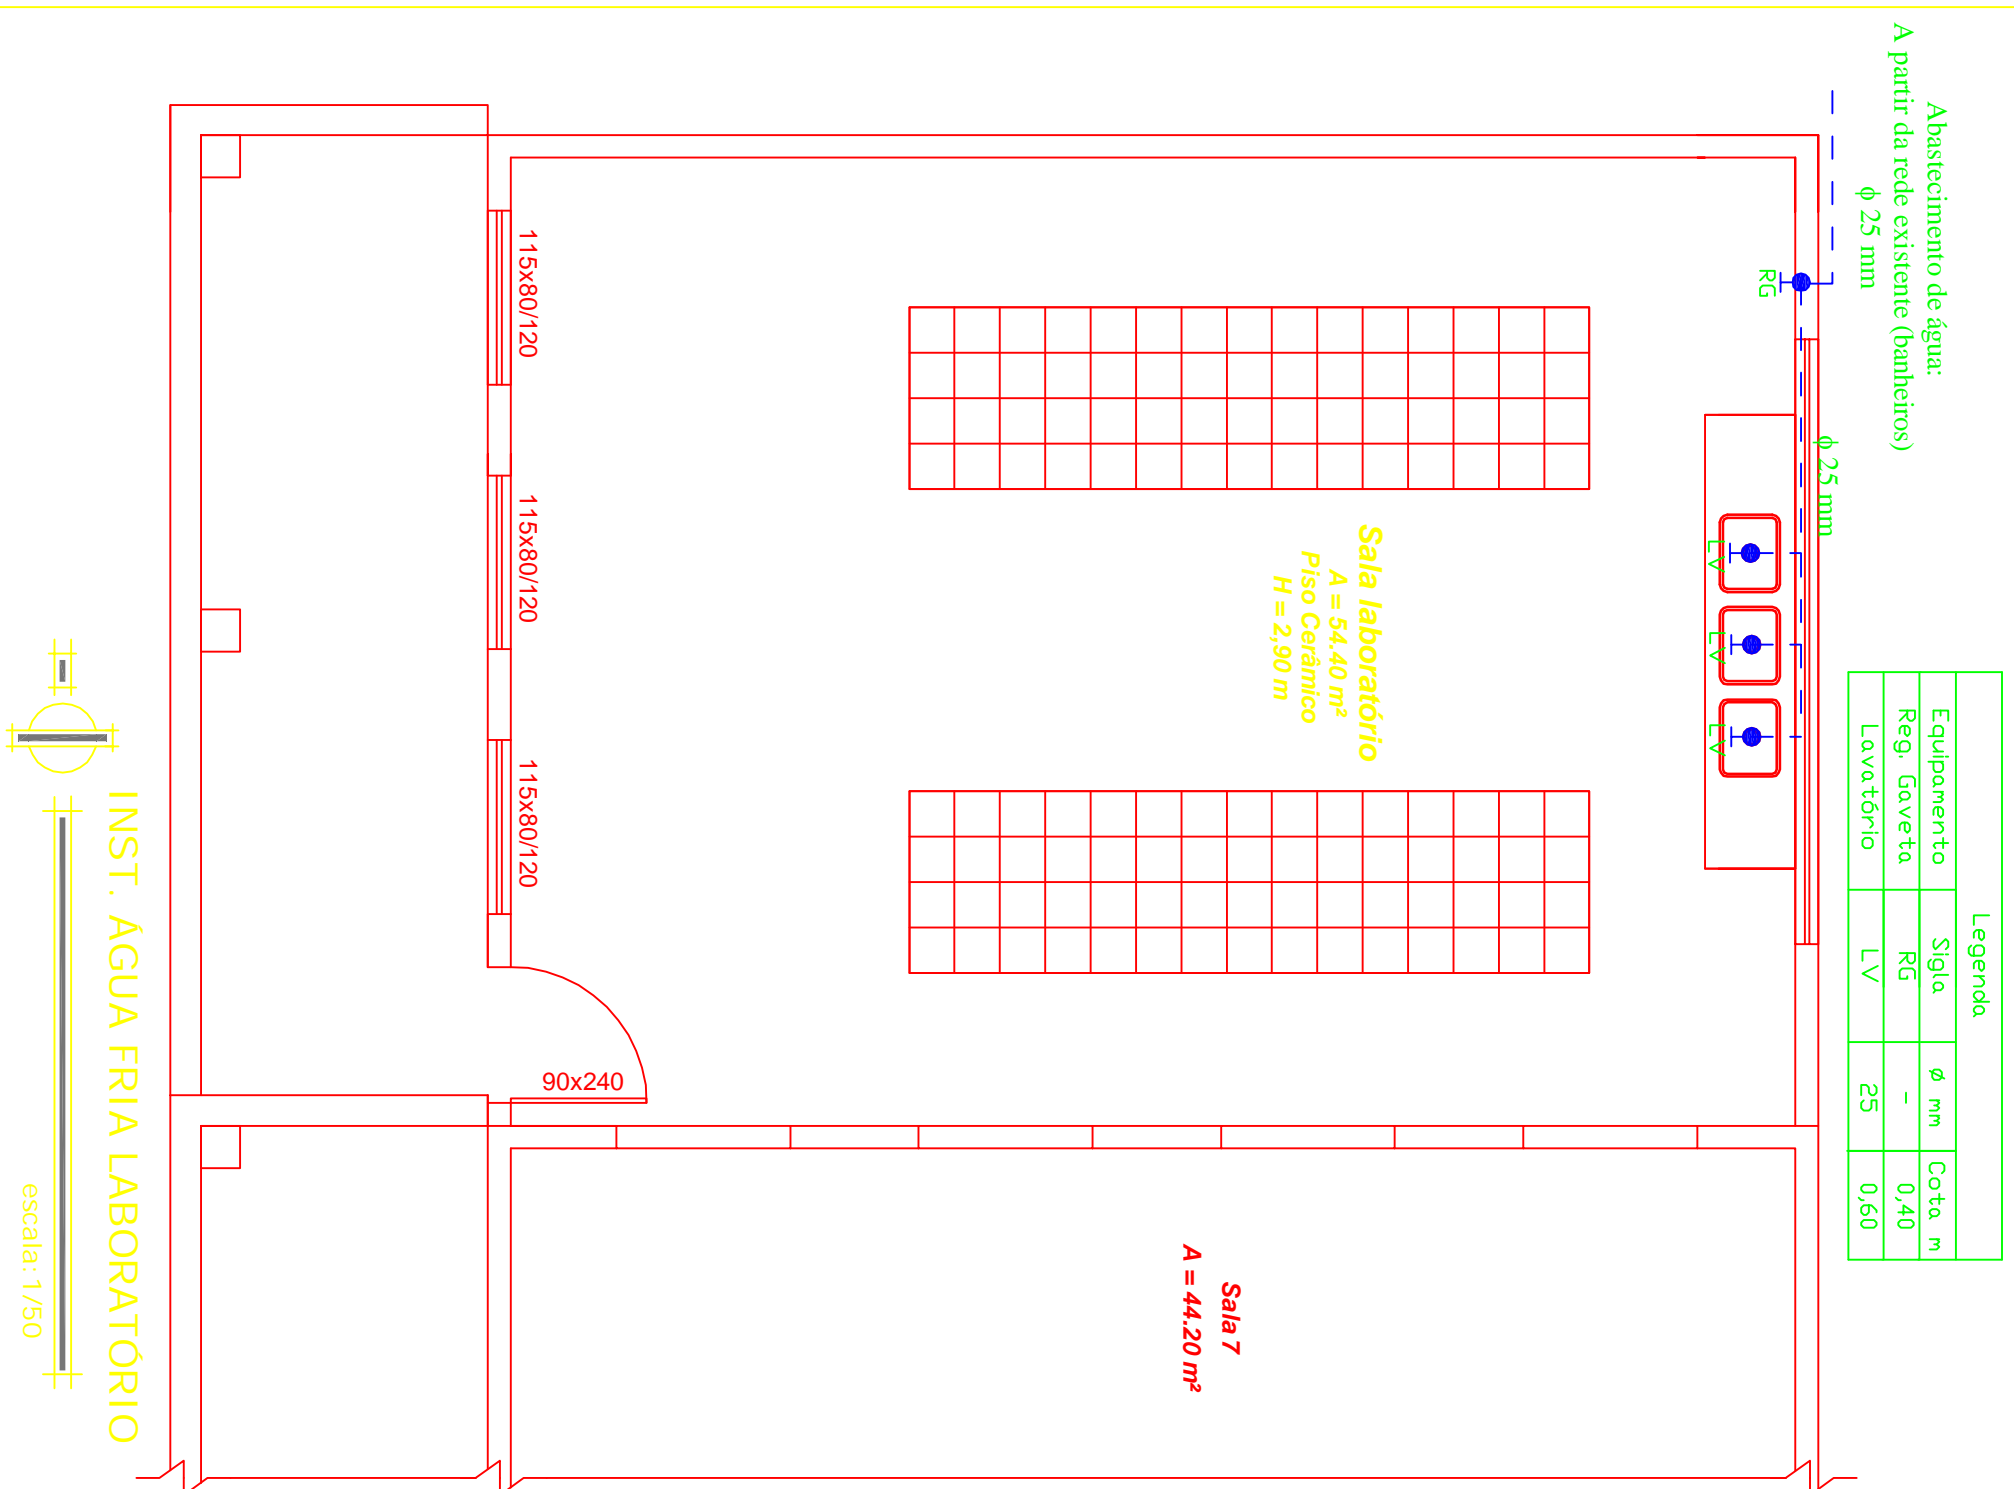 Abastecimento de água:
A partir da rede existente (banheiros)
ϕ 25 mm
ϕ 25 mm
RG
LV
LV
LV
Legenda
Equipamento Sigla Ø mm Cota m
Reg. Gaveta RG - 0,40
Lavatório LV 25 0,60
Sala laboratório
A = 54.40 m²
Piso Cerâmico
H = 2,90 m
115x80/120
115x80/120
115x80/120
90x240
Sala 7
A = 44.20 m²
INST. ÁGUA FRIA LABORATÓRIO
escala: 1/50